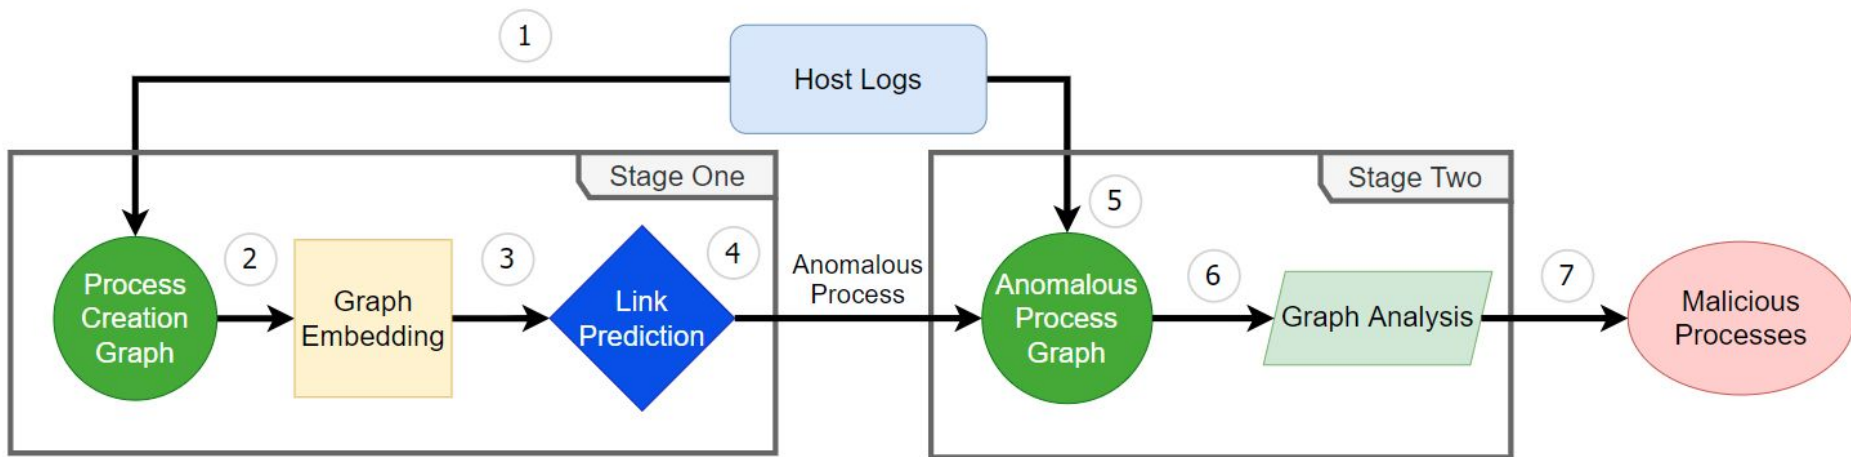 1
Host Logs
Stage One
Stage Two
5
Process
Creation
Graph
2
Graph
Embedding
3
Link
Prediction
4
Anomalous
Process
Anomalous
Process
Graph
6
Graph Analysis
7
Malicious
Processes